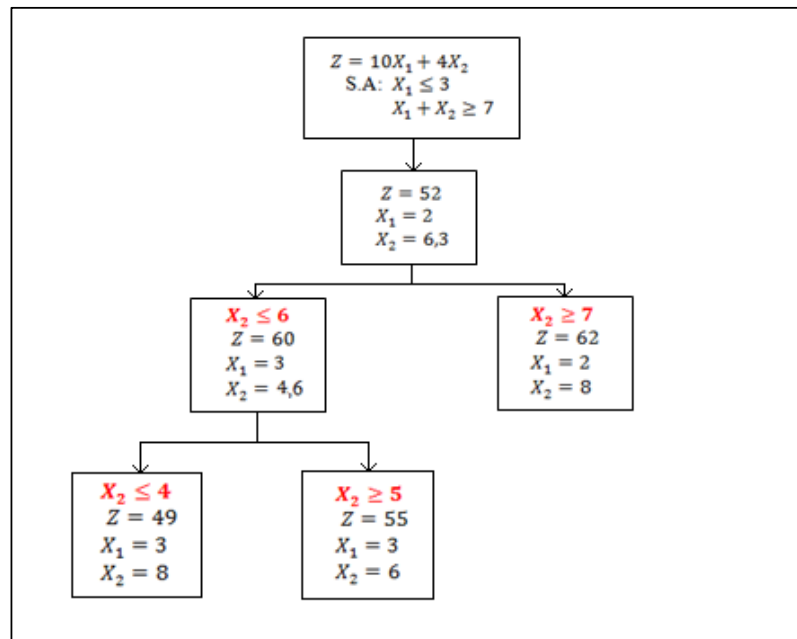 Z = 10X₁ + 4X₂
S.A: X₁ ≤ 3
X₁ + X₂ ≥ 7
Z = 52
X₁ = 2
X₂ = 6,3
X₂ ≤ 6
Z = 60
X₁ = 3
X₂ = 4,6
X₂ ≥ 7
Z = 62
X₁ = 2
X₂ = 8
X₂ ≤ 4
Z = 49
X₁ = 3
X₂ = 8
X₂ ≥ 5
Z = 55
X₁ = 3
X₂ = 6